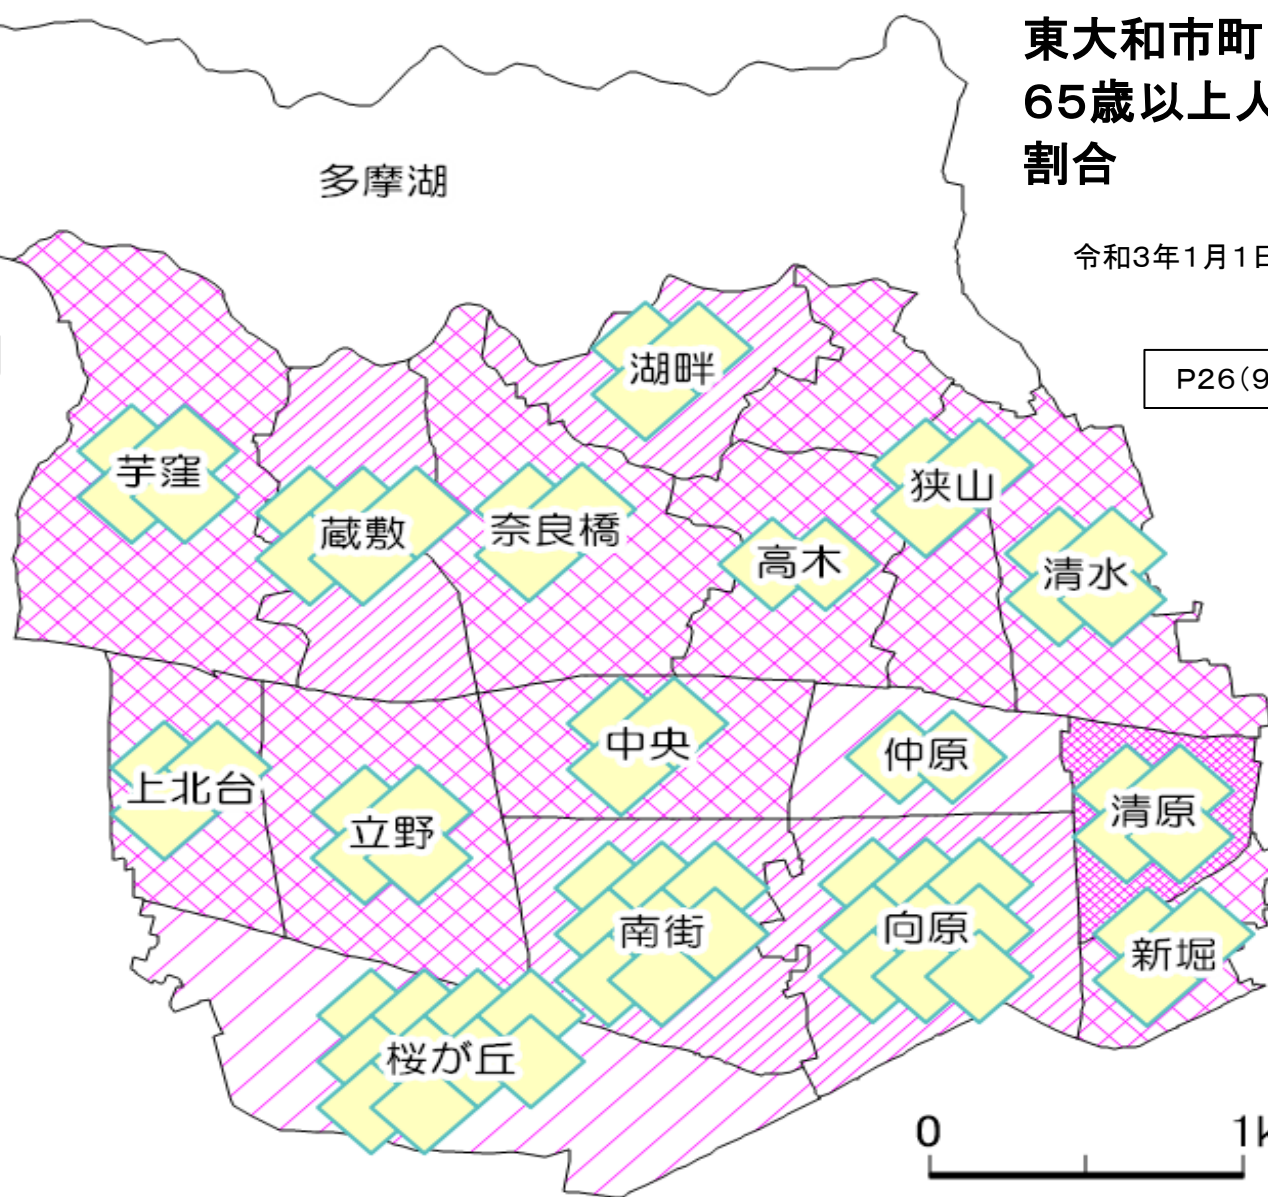 東大和市町
65歳以上人
割合
多摩湖
令和3年1月1日
P26(9
湖畔
芋窪
狭山
蔵敷
奈良橋
高木
清水
中央
仲原
上北台
清原
立野
南街
向原
新堀
桜が丘
0 1k